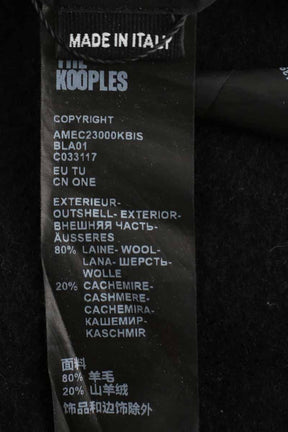 MADE IN ITALY
THE
KOOPLES
COPYRIGHT
AMEC23000KBIS
BLA01
C033117
EU TU
CN ONE
EXTERIEUR-
OUTSHELL- EXTERIOR-
ВНЕШНЯЯ ЧАСТЬ-
ÄUSSERES
80% LAINE- WOOL-
LANA- ШЕРСТЬ-
WOLLE
20% CACHEMIRE-
CASHMERE-
CACHEMIRA-
КАШЕМИР-
KASCHMIR
面料
80% 羊毛
20% 山羊绒
饰品和边饰除外